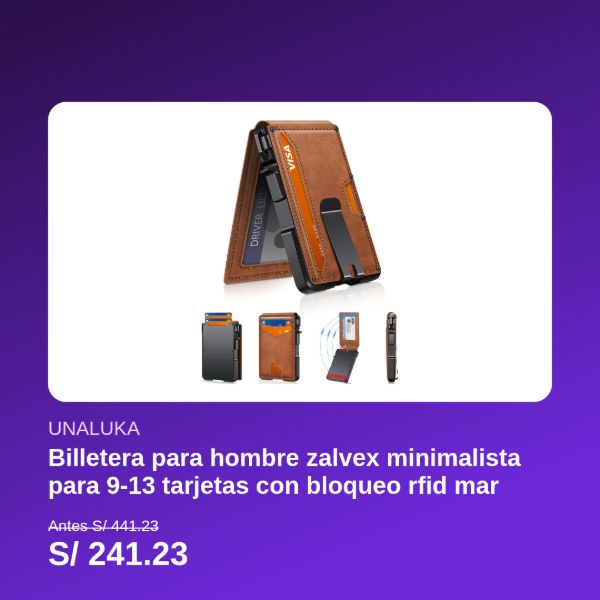 VISA
DRIVER LIC
UNALUKA
Billetera para hombre zalvex minimalista
para 9-13 tarjetas con bloqueo rfid mar
Antes S/ 441.23
S/ 241.23